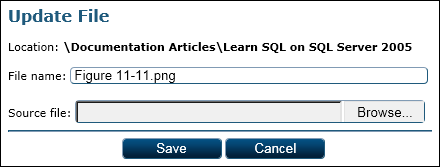 Update File
Location: \Documentation Articles\Learn SQL on SQL Server 2005
File name: Figure 11-11.png
Source file: Browse...
Save Cancel